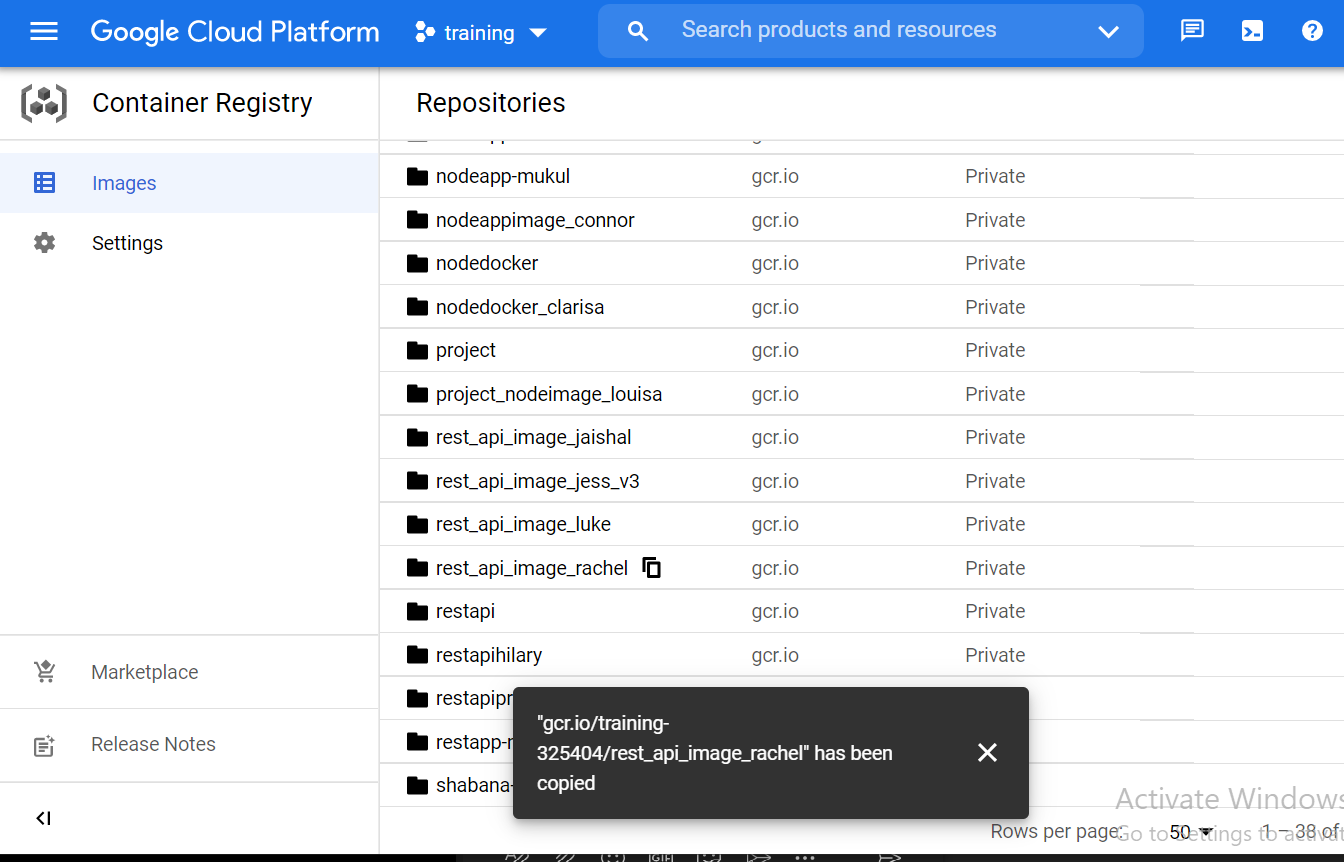 Google Cloud Platform
training
Search products and resources
Container Registry
Repositories
Images
Settings
nodeapp-mukul gcr.io Private
nodeappimage_connor gcr.io Private
nodedocker gcr.io Private
nodedocker_clarisa gcr.io Private
project gcr.io Private
project_nodeimage_louisa gcr.io Private
rest_api_image_jaishal gcr.io Private
rest_api_image_jess_v3 gcr.io Private
rest_api_image_luke gcr.io Private
rest_api_image_rachel gcr.io Private
restapi gcr.io Private
restapihilary gcr.io Private
restapipr
restapp-
shabana-
Marketplace
Release Notes
"gcr.io/training-
325404/rest_api_image_rachel" has been
copied
Activate Windows
Go to Settings to activat
Rows per page: 50 1 – 38 of